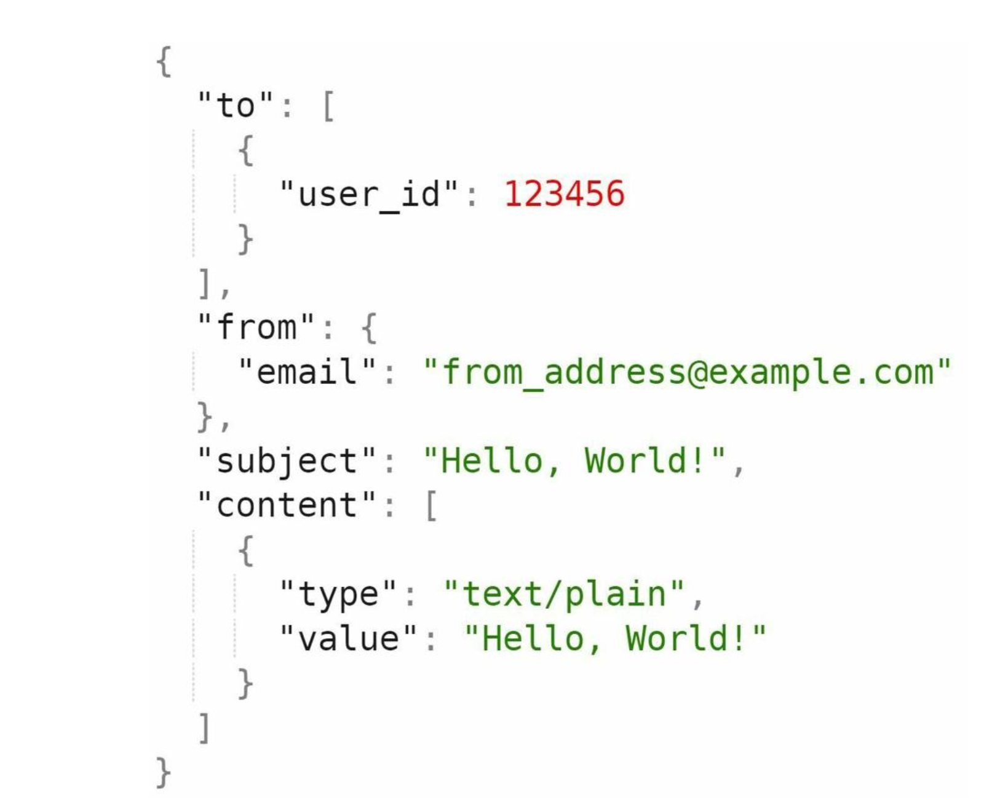 {
  "to": [
    {
      "user_id": 123456
    }
  ],
  "from": {
    "email": "from_address@example.com"
  },
  "subject": "Hello, World!",
  "content": [
    {
      "type": "text/plain",
      "value": "Hello, World!"
    }
  ]
}